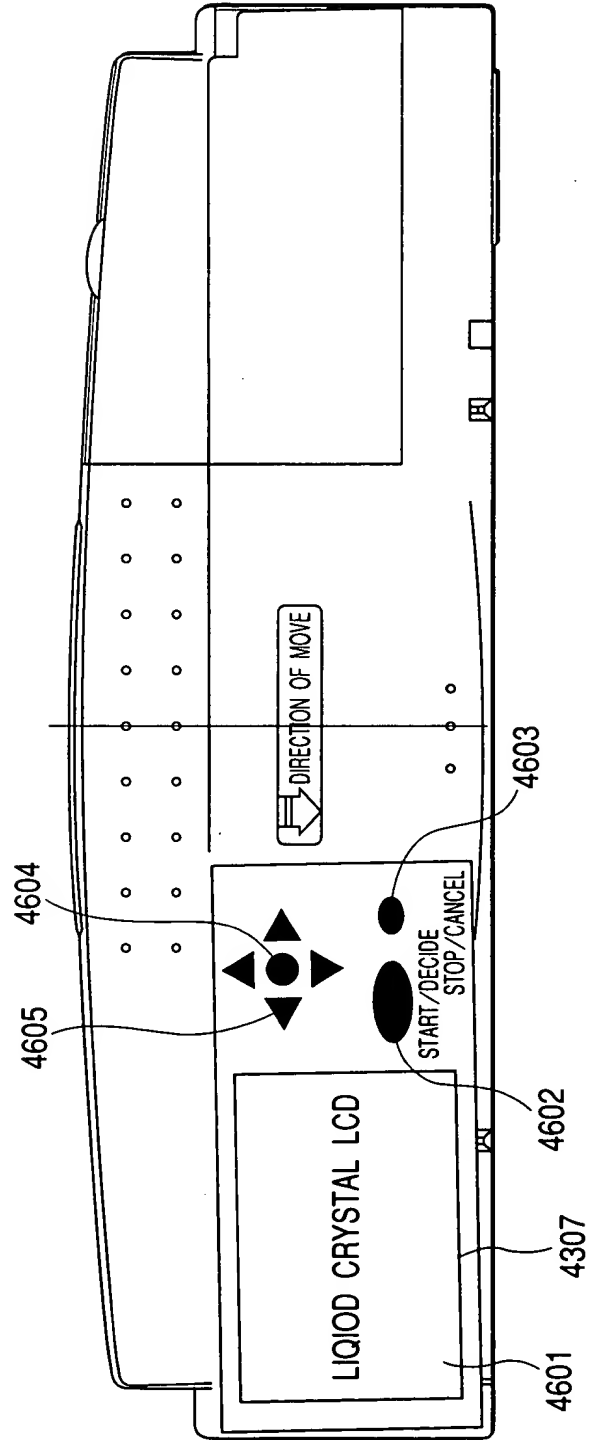 4605
4604
DIRECTION OF MOVE
LIQIOD CRYSTAL LCD
START/DECIDE
STOP/CANCEL
4601
4307
4602
4603